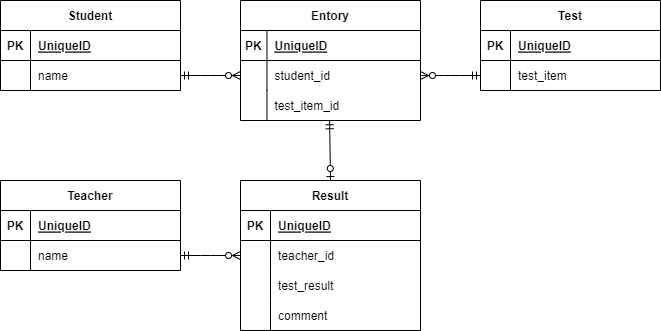 Student
PK UniqueID
name
Entory
PK UniqueID
student_id
test_item_id
Test
PK UniqueID
test_item
Teacher
PK UniqueID
name
Result
PK UniqueID
teacher_id
test_result
comment